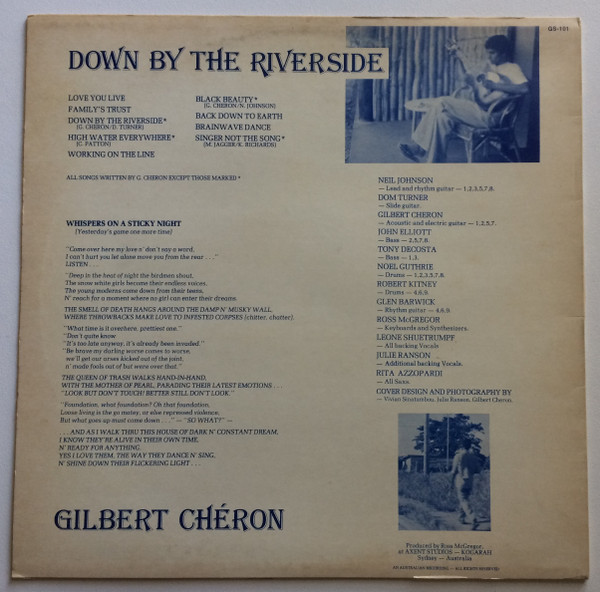 GS-101
DOWN BY THE RIVERSIDE
LOVE YOU LIVE
FAMILY'S TRUST
DOWN BY THE RIVERSIDE*
(G. CHERON/D. TURNER)
HIGH WATER EVERYWHERE*
(C. PATTON)
WORKING ON THE LINE
BLACK BEAUTY*
(G. CHERON/N. JOHNSON)
BACK DOWN TO EARTH
BRAINWAVE DANCE
SINGER NOT THE SONG*
(M. JAGGER/K. RICHARDS)
ALL SONGS WRITTEN BY G. CHERON EXCEPT THOSE MARKED *
WHISPERS ON A STICKY NIGHT
(Yesterday's game one more time)
"Come over here my love n' don't say a word,
I can't hurt you let alone move you from the rear . . ."
LISTEN . . .
"Deep in the heat of night the birdmen shout,
The snow white girls become their endless voices.
The young moderns come down from their teens,
N' reach for a moment where no girl can enter their dreams.
THE SMELL OF DEATH HANGS AROUND THE DAMP N' MUSKY WALL,
WHERE THROWBACKS MAKE LOVE TO INFESTED CORPSES (chatter, chatter).
"What time is it overhere, prettiest one."
"Don't quite know
"It's too late anyway, it's already been invaded."
"Be brave my darling worse comes to worse,
we'll get our arses kicked out of the joint,
n' made fools out of but were over that."
THE QUEEN OF TRASH WALKS HAND-IN-HAND,
WITH THE MOTHER OF PEARL, PARADING THEIR LATEST EMOTIONS . . .
"LOOK BUT DON'T TOUCH! BETTER STILL DON'T LOOK."
"Foundation, what foundation? Oh that foundation,
Loose living is the go matey, or else repressed violence,
But what goes up must come down . . ." — "SO WHAT?" —
. . . AND AS I WALK THRU THIS HOUSE OF DARK N' CONSTANT DREAM,
I KNOW THEY'RE ALIVE IN THEIR OWN TIME,
N' READY FOR ANYTHING.
YES I LOVE THEM, THE WAY THEY DANCE N' SING,
N' SHINE DOWN THEIR FLICKERING LIGHT . . .
GILBERT CHÉRON
NEIL JOHNSON
— Lead and rhythm guitar — 1,2,3,5,7,8.
DOM TURNER
— Slide guitar.
GILBERT CHERON
— Acoustic and electric guitar — 1,2,5,7.
JOHN ELLIOTT
— Bass — 2,5,7,8.
TONY DECOSTA
— Bass — 1,3.
NOEL GUTHRIE
— Drums — 1,2,3,5,7,8.
ROBERT KITNEY
— Drums — 4,6,9.
GLEN BARWICK
— Rhythm guitar — 4,6,9.
ROSS McGREGOR
— Keyboards and Synthesizers.
LEONE SHUETRUMPF
— All backing Vocals
JULIE RANSON
— Additional backing Vocals.
RITA AZZOPARDI
— All Saxs.
COVER DESIGN AND PHOTOGRAPHY BY
— Vivian Julie Ranson, Gilbert Cheron.
Produced by Ross McGregor,
at AXENT STUDIOS — KOGARAH
Sydney — Australia
AN AUSTRALIAN RECORDING — ALL RIGHTS RESERVED